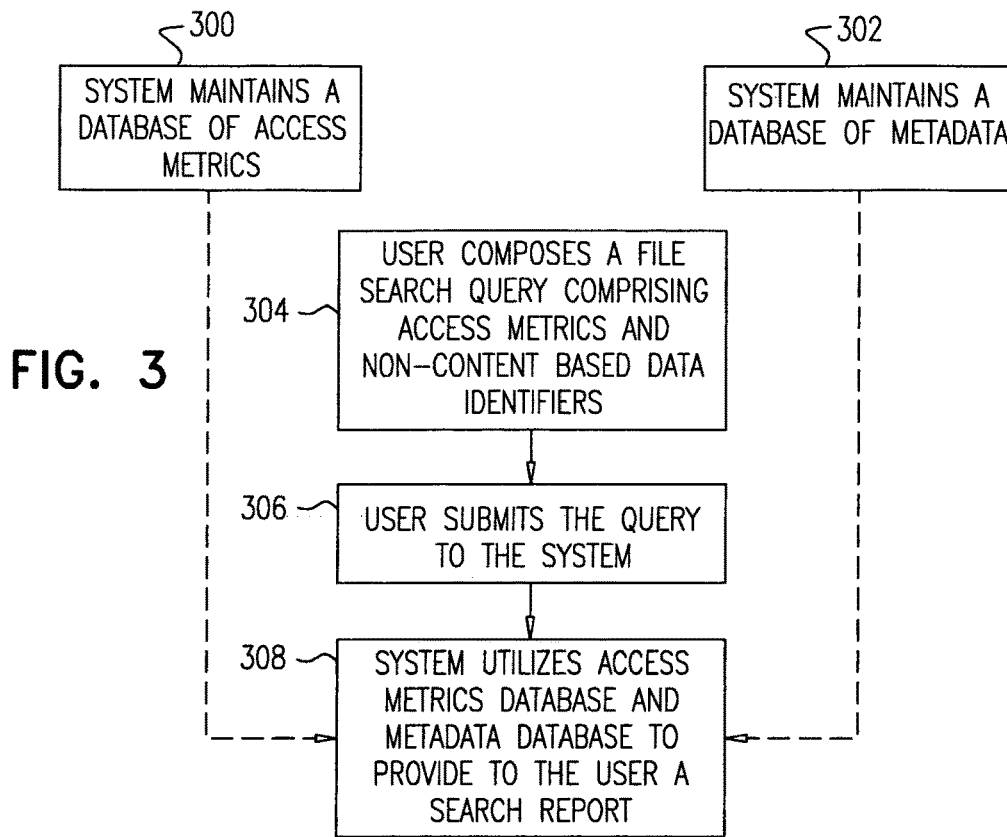 300
SYSTEM MAINTAINS A
DATABASE OF ACCESS
METRICS
302
SYSTEM MAINTAINS A
DATABASE OF METADATA
304
USER COMPOSES A FILE
SEARCH QUERY COMPRISING
ACCESS METRICS AND
NON-CONTENT BASED DATA
IDENTIFIERS
FIG. 3
306
USER SUBMITS THE QUERY
TO THE SYSTEM
308
SYSTEM UTILIZES ACCESS
METRICS DATABASE AND
METADATA DATABASE TO
PROVIDE TO THE USER A
SEARCH REPORT